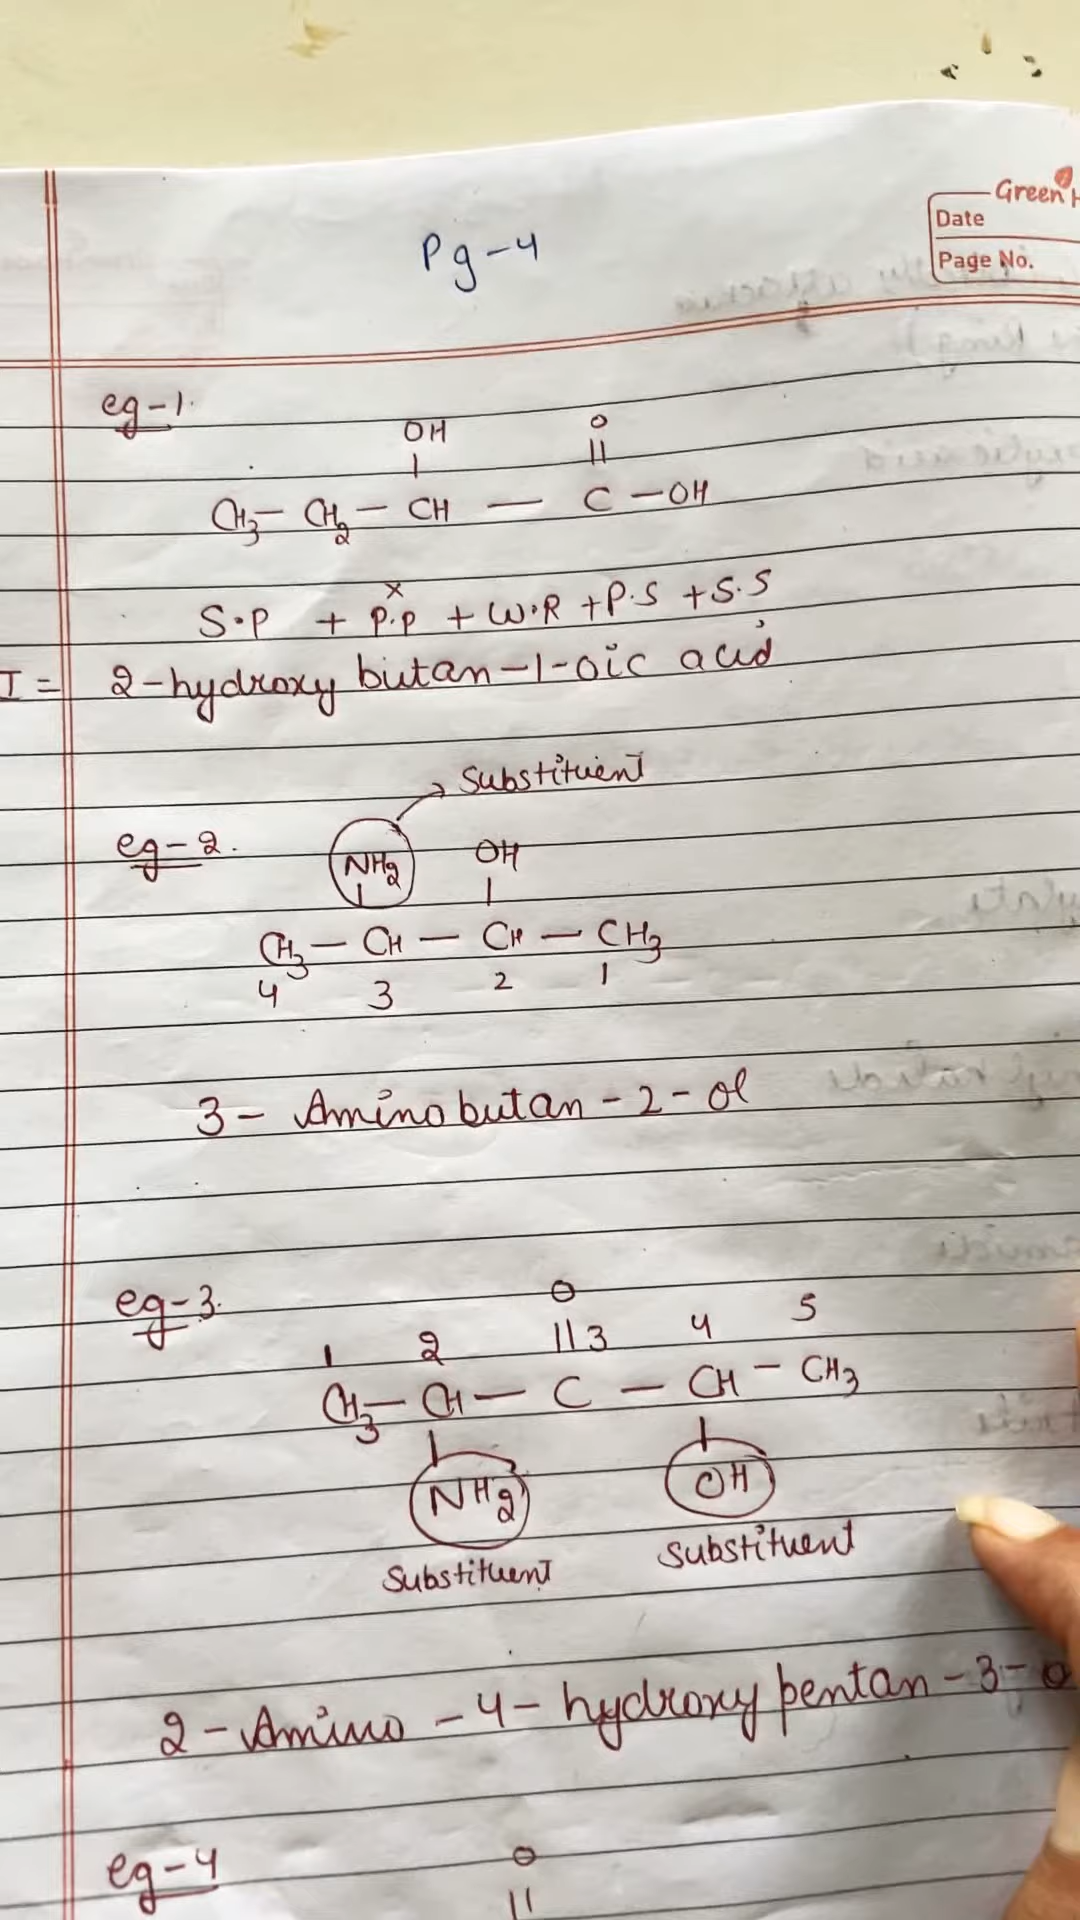 Green
Date
Page No.
Pg-4
eg-1.
OH O
| ||
CH3 — CH2 — CH — C — OH
x
S.P + P.P + W.R + P.S + S.S
I = 2-hydroxy butan-1-oic acid
Substituent
eg-2.
NH2 OH
| |
CH3 — CH — CH — CH3
4 3 2 1
3 - Amino butan - 2 - ol
eg-3.
O
1 2 || 3 4 5
CH3 — CH — C — CH — CH3
| |
NH2 OH
Substituent Substituent
2 - Amino - 4 - hydroxy pentan - 3 - o
eg-4
O
||